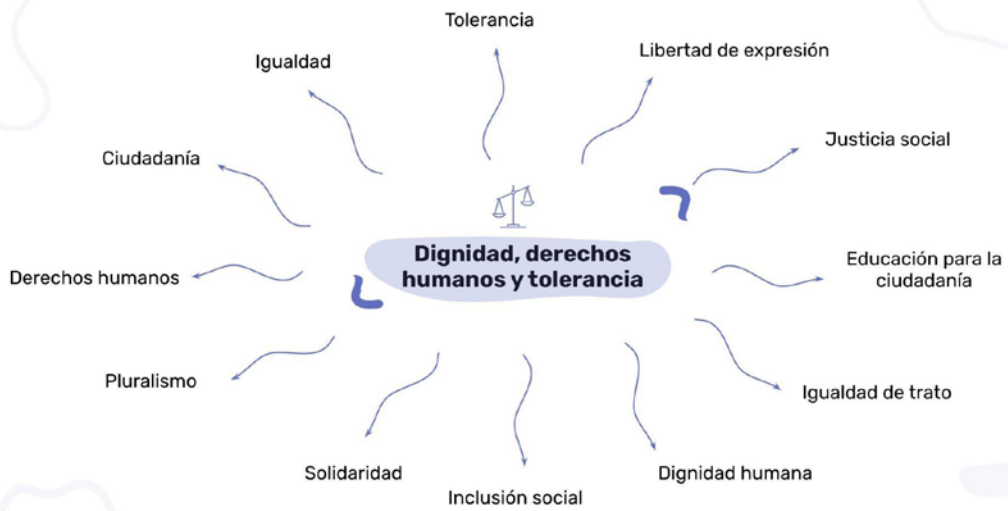 Tolerancia
Libertad de expresión
Igualdad
Justicia social
Ciudadanía
Dignidad, derechos
humanos y tolerancia
Educación para la
ciudadanía
Derechos humanos
Pluralismo
Igualdad de trato
Solidaridad
Dignidad humana
Inclusión social